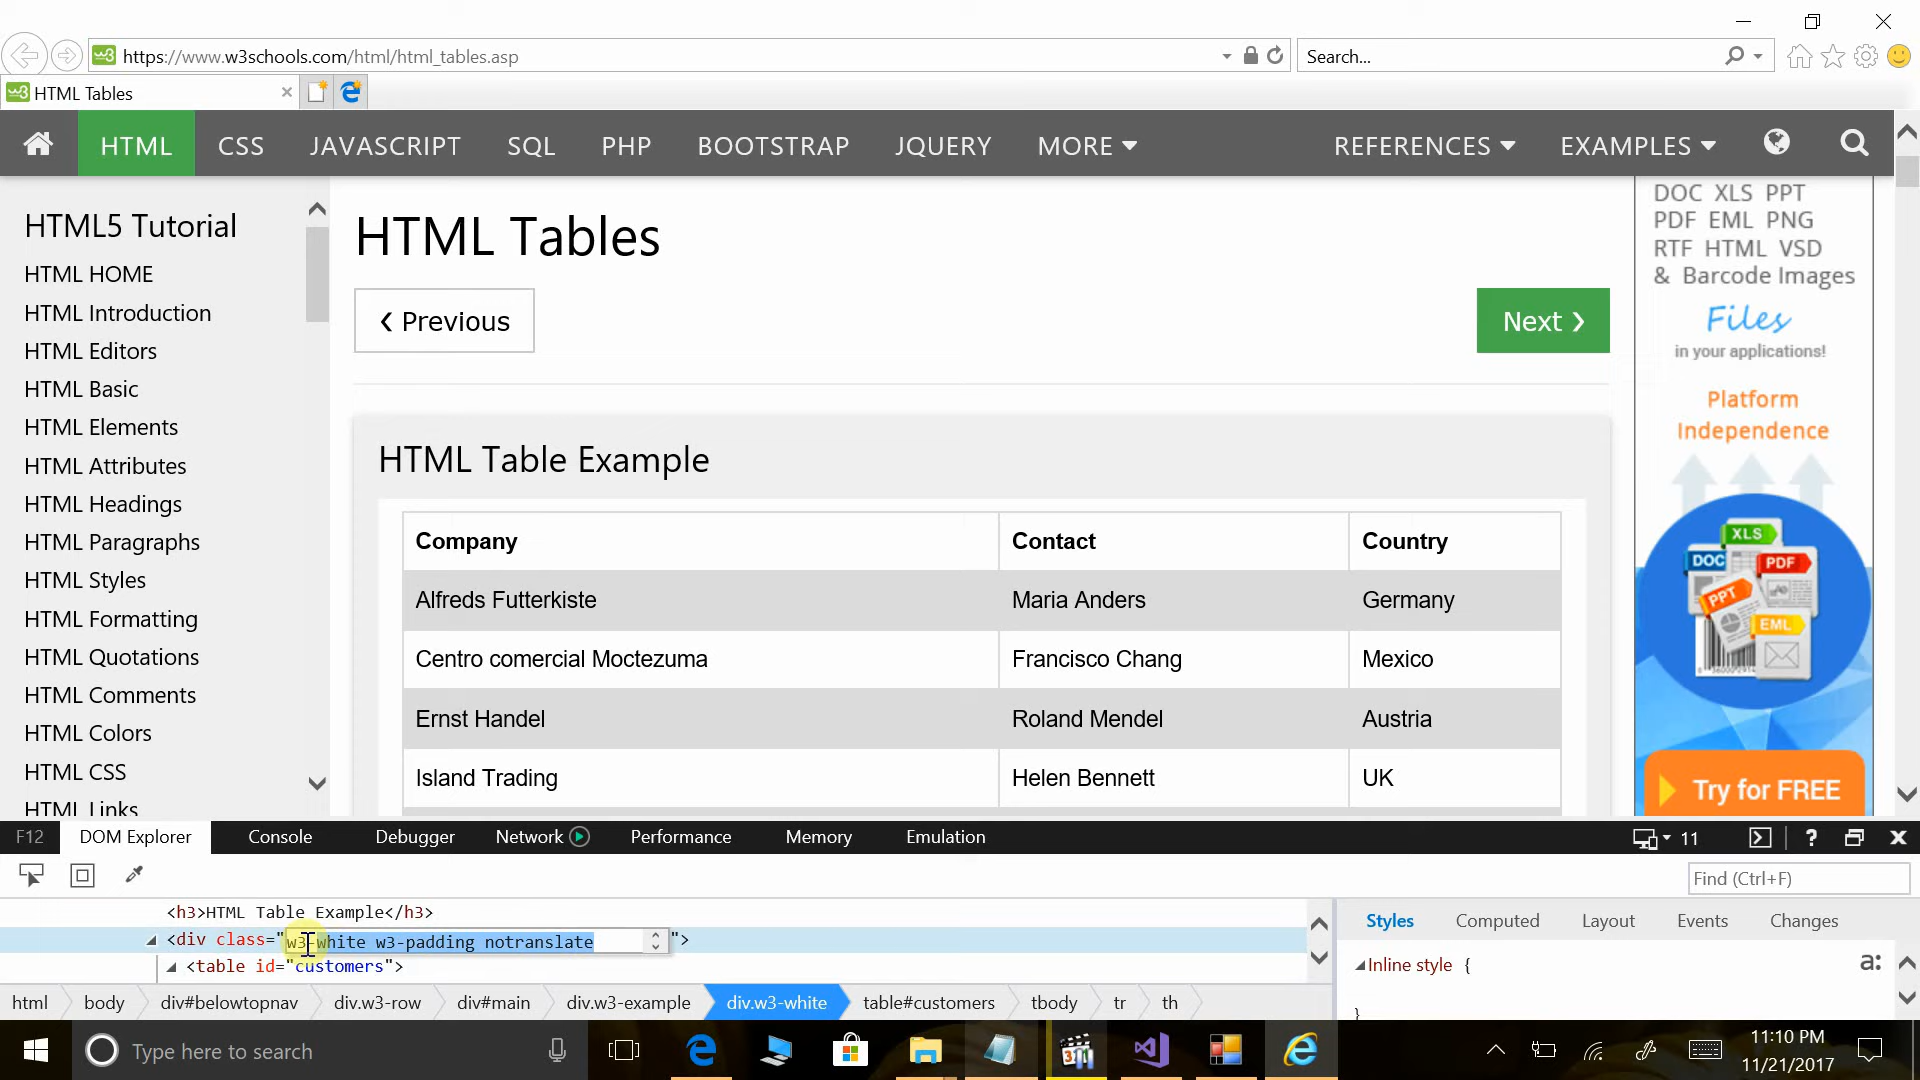 https://www.w3schools.com/html/html_tables.asp
Search...
HTML Tables
HTML CSS JAVASCRIPT SQL PHP BOOTSTRAP JQUERY MORE REFERENCES EXAMPLES
HTML5 Tutorial
HTML HOME
HTML Introduction
HTML Editors
HTML Basic
HTML Elements
HTML Attributes
HTML Headings
HTML Paragraphs
HTML Styles
HTML Formatting
HTML Quotations
HTML Comments
HTML Colors
HTML CSS
HTML Links
HTML Tables
❮ Previous
Next ❯
HTML Table Example
Company Contact Country
Alfreds Futterkiste Maria Anders Germany
Centro comercial Moctezuma Francisco Chang Mexico
Ernst Handel Roland Mendel Austria
Island Trading Helen Bennett UK
DOC XLS PPT
PDF EML PNG
RTF HTML VSD
& Barcode Images
Files
in your applications!
Platform
Independence
XLS
DOC
PDF
PPT
EML
Try for FREE
F12 DOM Explorer Console Debugger Network Performance Memory Emulation 11 ?
Find (Ctrl+F)
<h3>HTML Table Example</h3>
<div class="w3-white w3-padding notranslate">
<table id="customers">
Styles Computed Layout Events Changes
Inline style { a:
}
html body div#belowtopnav div.w3-row div#main div.w3-example div.w3-white table#customers tbody tr th
Type here to search
11:10 PM
11/21/2017